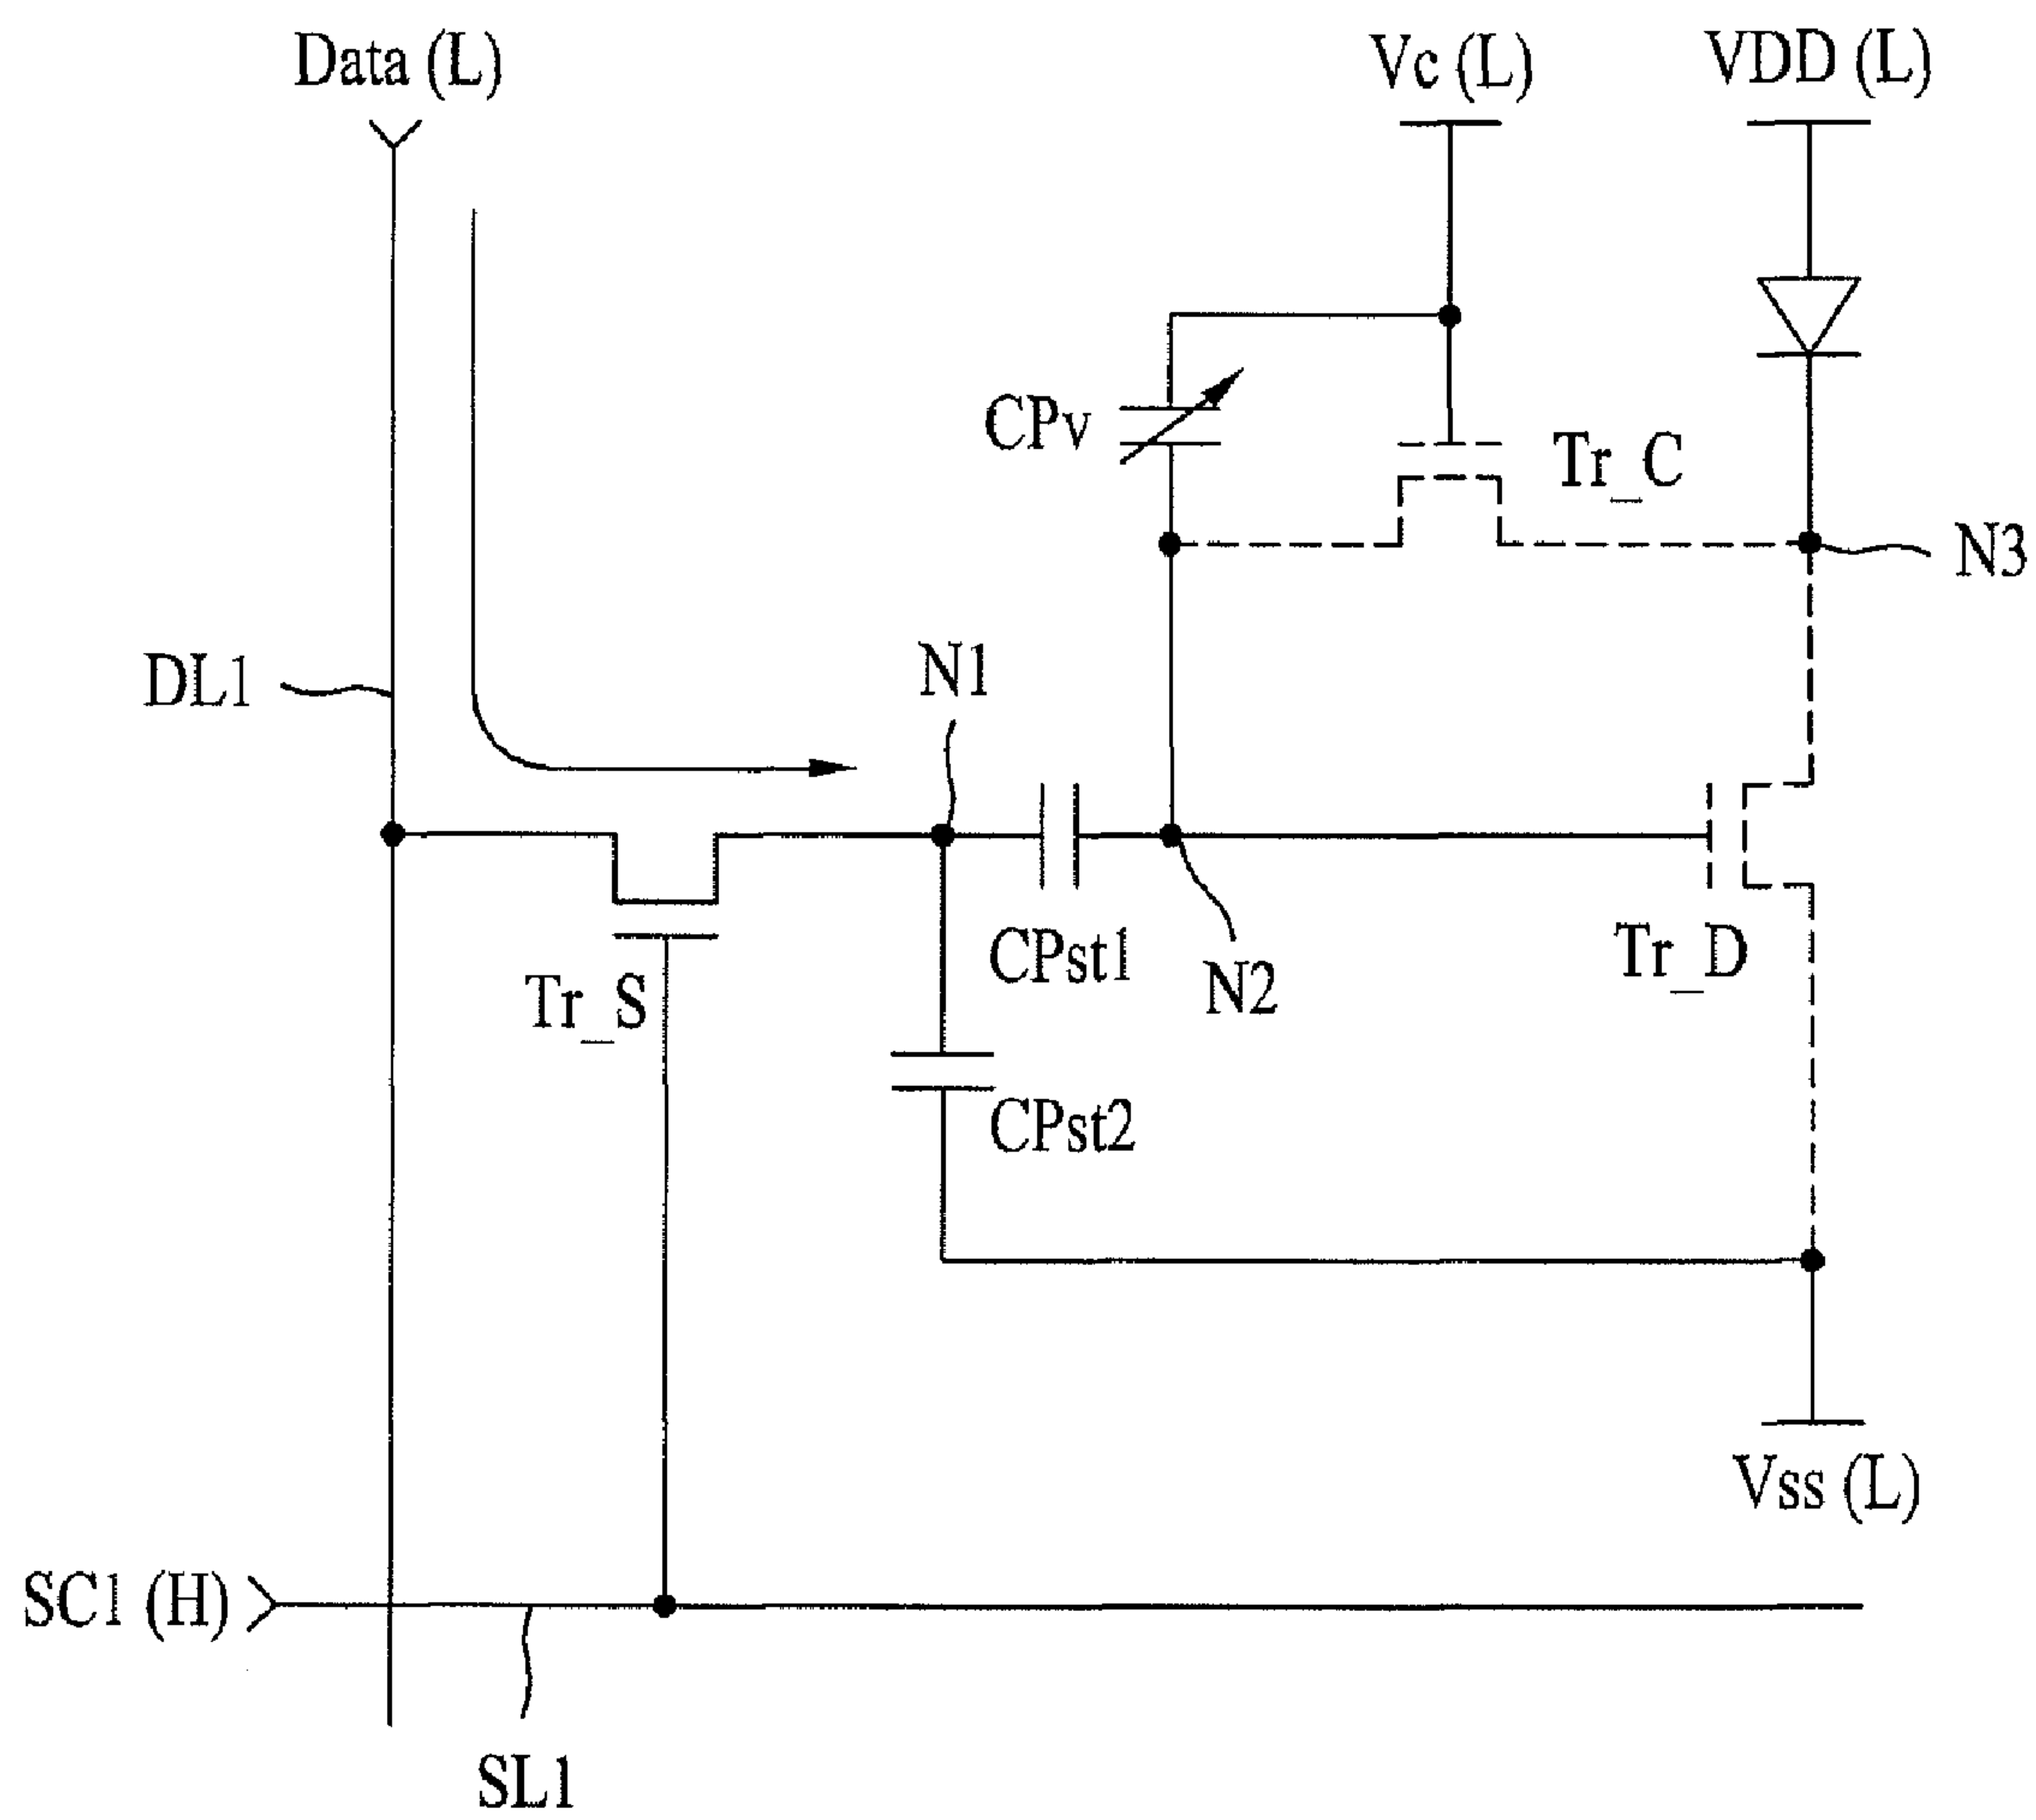 Data (L)
Vc (L)
VDD (L)
CPv
Tr_C
N3
DL1
N1
CPst1
N2
Tr_D
Tr_S
CPst2
Vss (L)
SC1 (H)
SL1